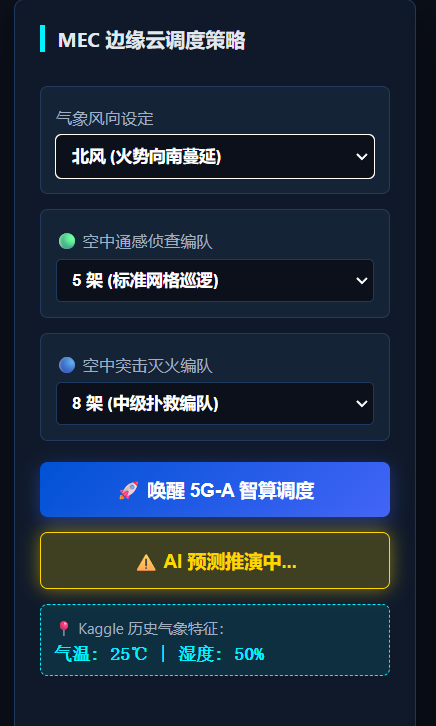 MEC 边缘云调度策略
气象风向设定
北风 (火势向南蔓延)
空中通感侦查编队
5 架 (标准网格巡逻)
空中突击灭火编队
8 架 (中级扑救编队)
🚀 唤醒 5G-A 智算调度
⚠️ AI 预测推演中...
📍 Kaggle 历史气象特征:
气温: 25℃ | 湿度: 50%